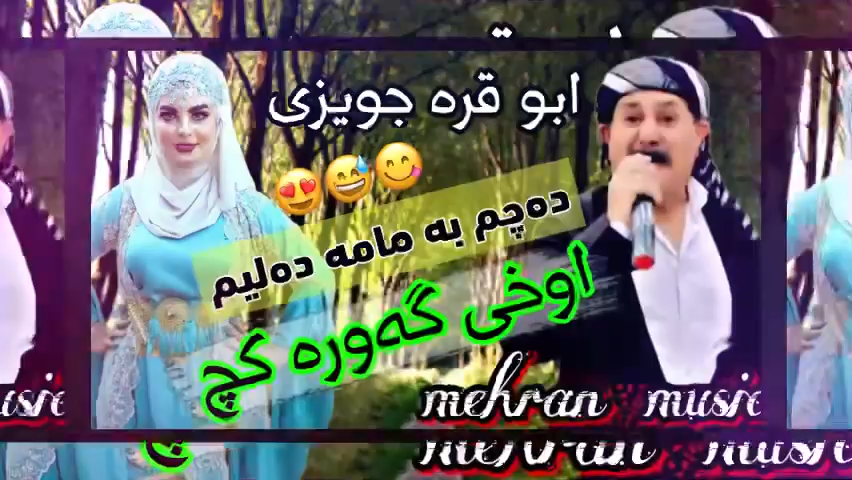 ابو قره جویزی
دەچم بە مامە دەلیم
اوخی گەورە کچ
mehran music